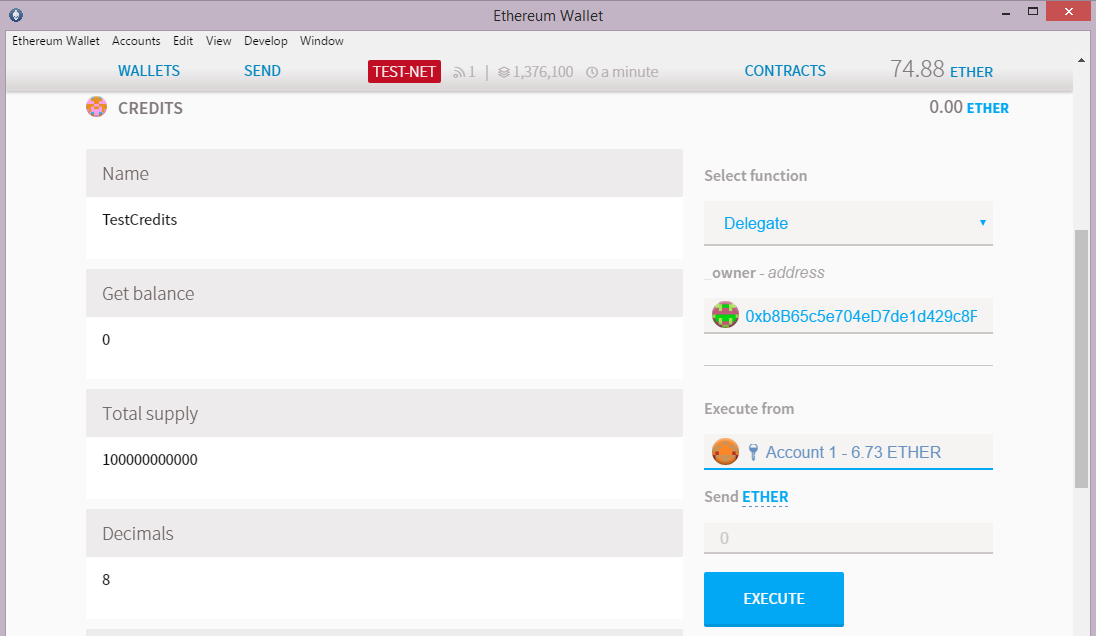 Ethereum Wallet
Ethereum Wallet Accounts Edit View Develop Window
WALLETS SEND TEST-NET 1 | 1,376,100 a minute CONTRACTS 74.88 ETHER
CREDITS 0.00 ETHER
Name
TestCredits
Get balance
0
Total supply
100000000000
Decimals
8
Select function
Delegate
_owner - address
0xb8B65c5e704eD7de1d429c8F
Execute from
Account 1 - 6.73 ETHER
Send ETHER
0
EXECUTE